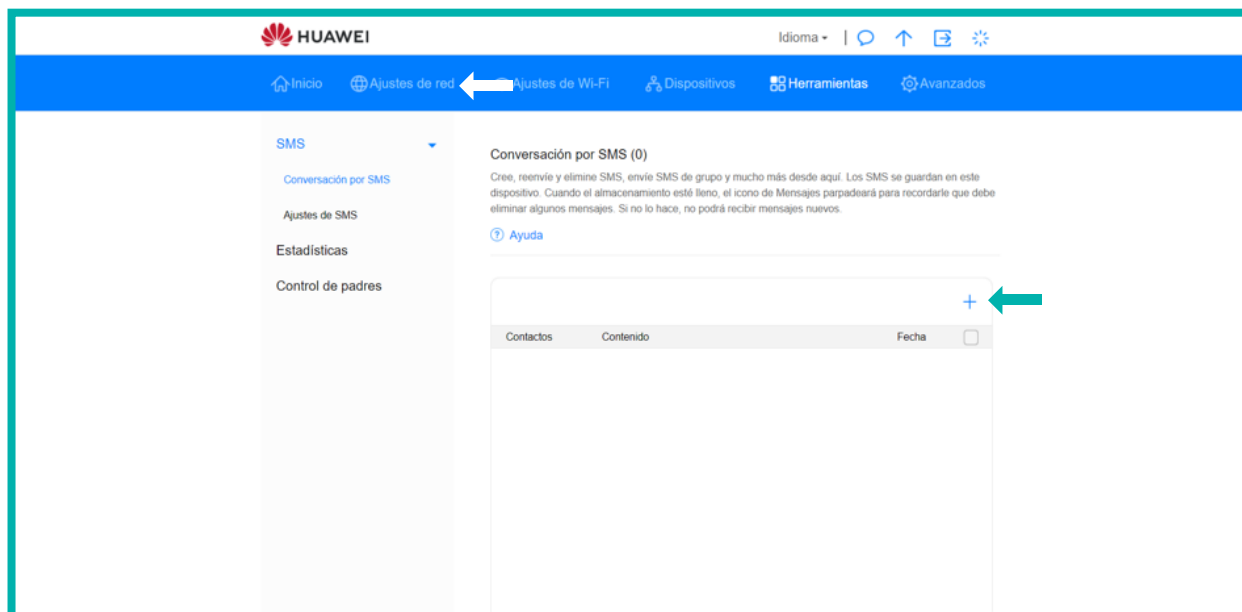 HUAWEI
Idioma
Inicio
Ajustes de red
Ajustes de Wi-Fi
Dispositivos
Herramientas
Avanzados
SMS
Conversación por SMS
Ajustes de SMS
Estadísticas
Control de padres
Conversación por SMS (0)
Cree, reenvíe y elimine SMS, envíe SMS de grupo y mucho más desde aquí. Los SMS se guardan en este
dispositivo. Cuando el almacenamiento esté lleno, el icono de Mensajes parpadeará para recordarle que debe
eliminar algunos mensajes. Si no lo hace, no podrá recibir mensajes nuevos.
Ayuda
Contactos
Contenido
Fecha